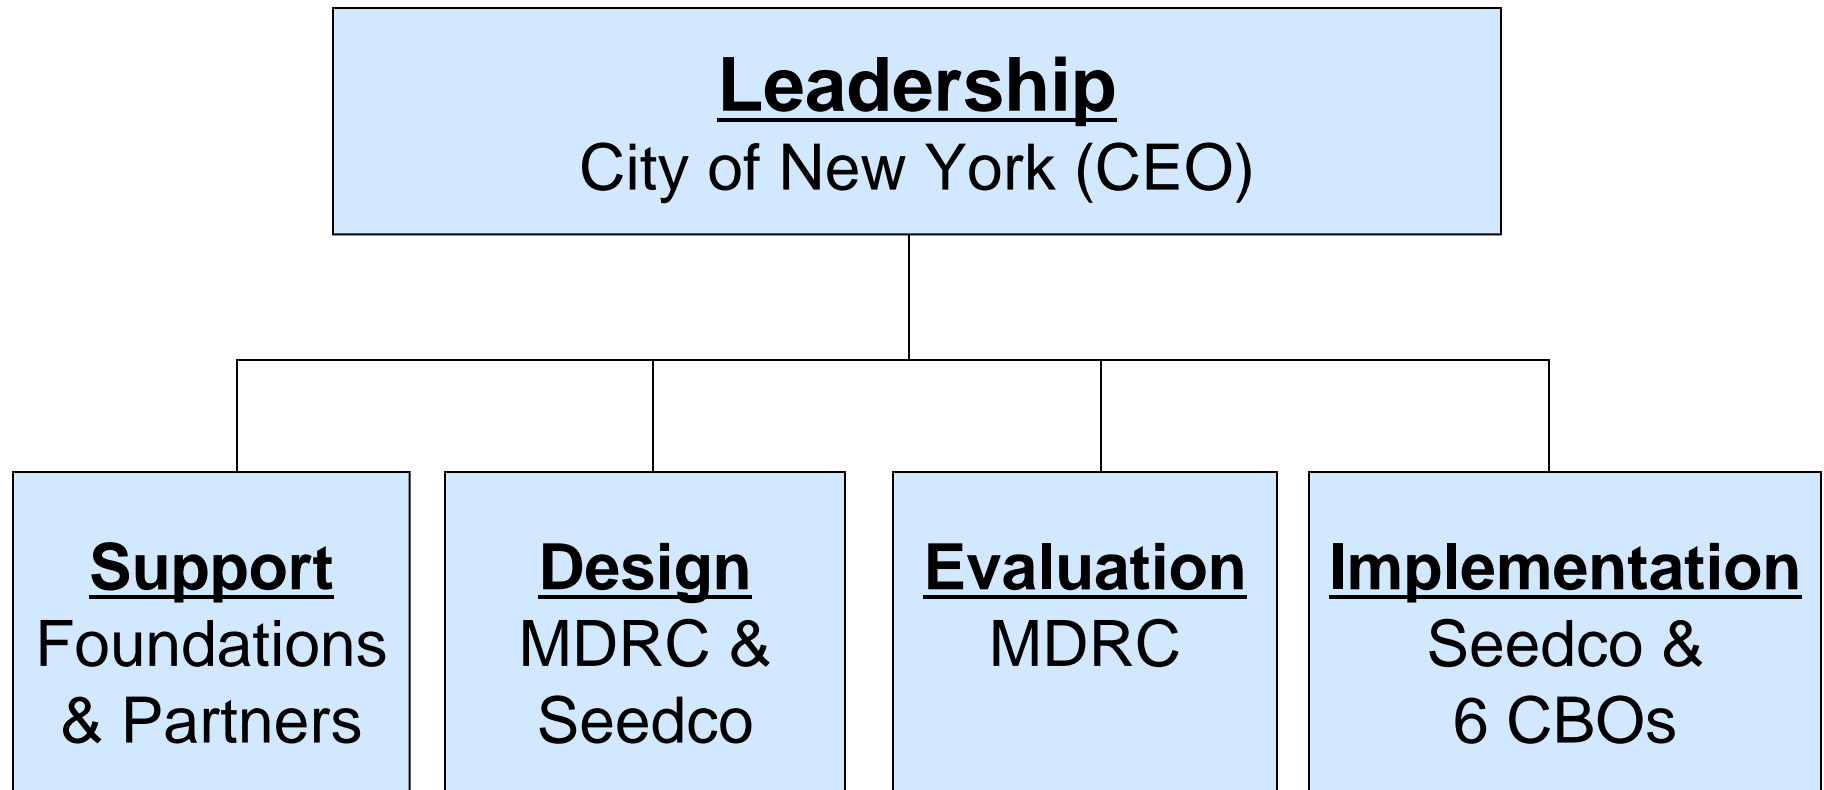 Leadership
City of New York (CEO)
Support
Foundations
& Partners
Design
MDRC &
Seedco
Evaluation
MDRC
Implementation
Seedco &
6 CBOs